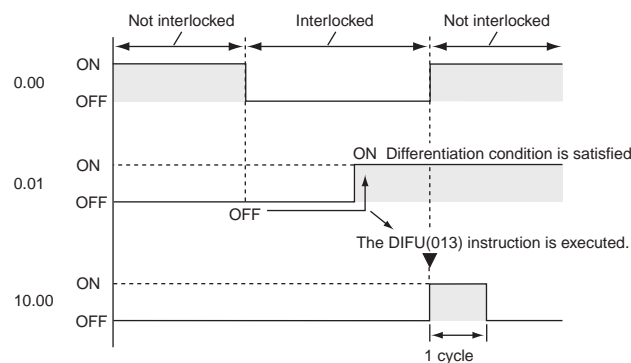 Not interlocked Interlocked Not interlocked
ON
0.00
OFF
ON Differentiation condition is satisfied
ON
0.01
OFF
OFF
The DIFU(013) instruction is executed.
ON
10.00
OFF
1 cycle